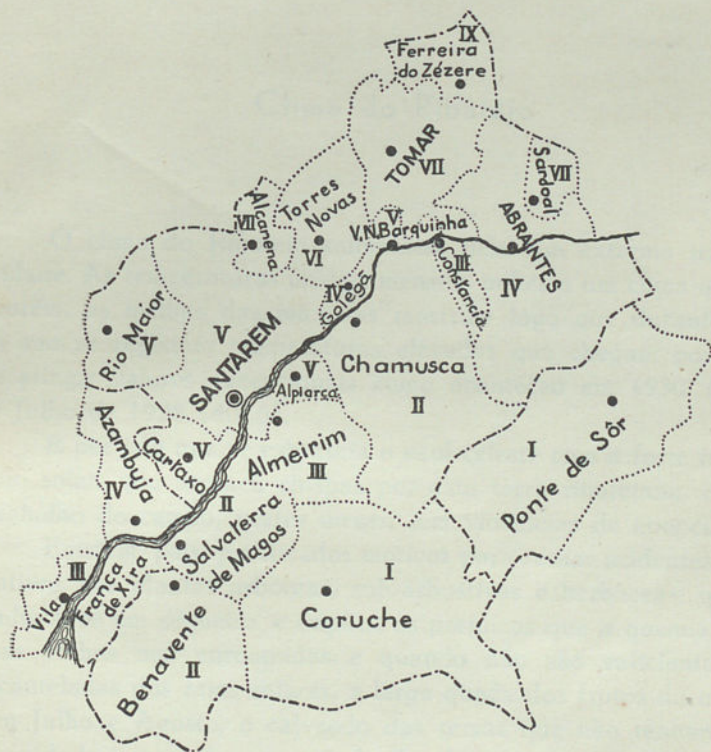 IX
Ferreira
do Zézere
TOMAR
VII
Sardoal
VII
Alcanena
VII
Torres
Novas
VI
V
V.N. Barquinha
ABRANTES
IV
Constancia
III
IV
Golegã
Rio Maior
V
V
SANTAREM
V
Alpiarça
Chamusca
II
I
Ponte de Sôr
Azambuja
IV
Cartaxo
V
Almeirim
III
II
Salvaterra
de Magos
III
Vila
Franca
de Xira
Benavente
II
I
Coruche